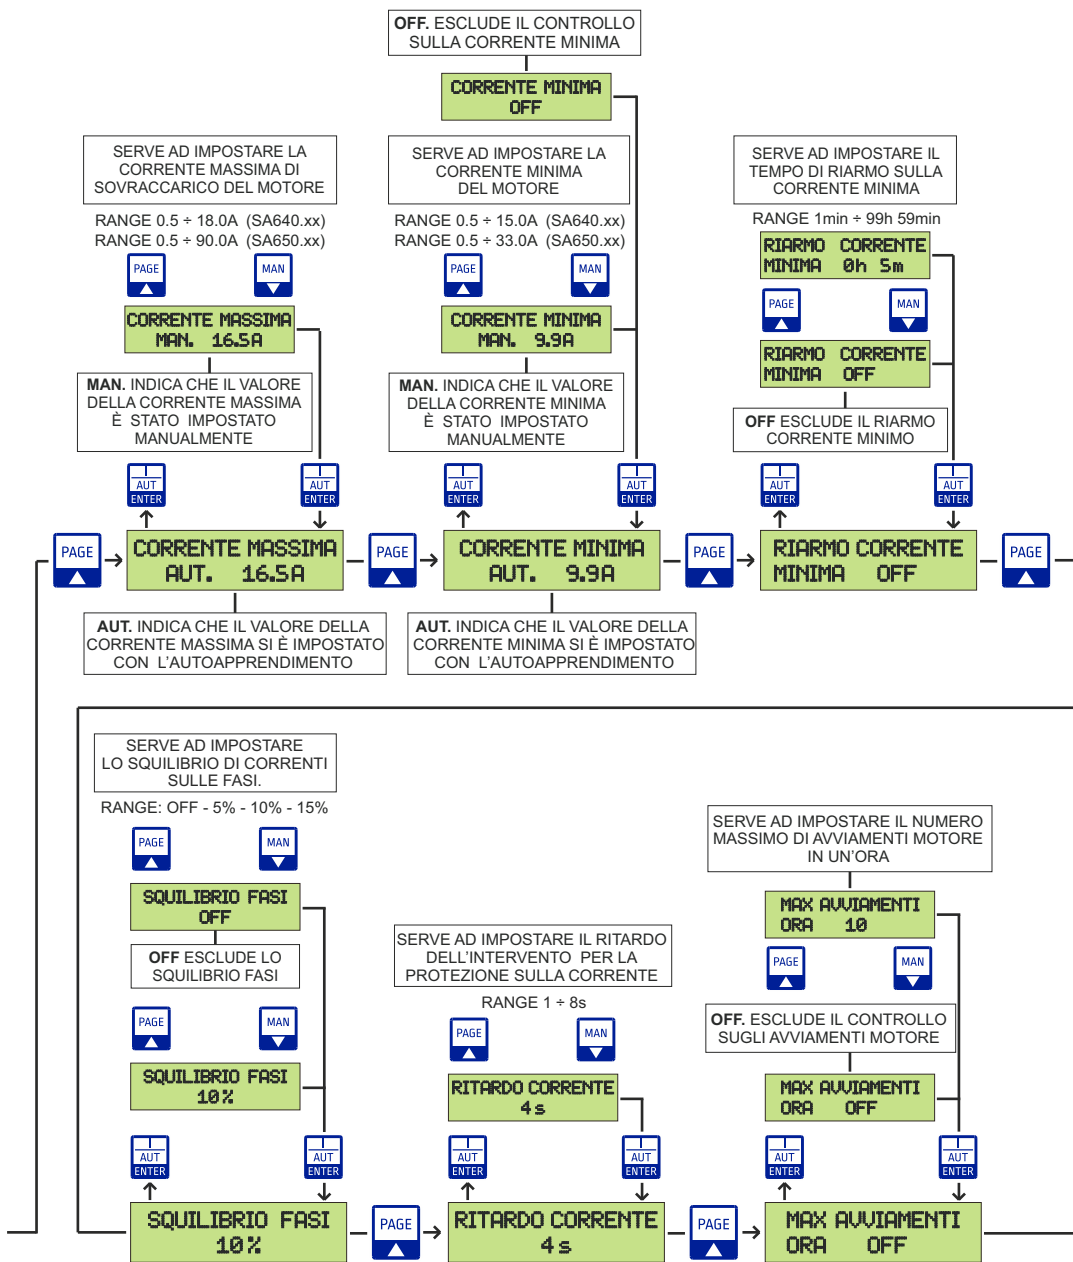 OFF. ESCLUDE IL CONTROLLO
SULLA CORRENTE MINIMA
CORRENTE MINIMA
OFF
SERVE AD IMPOSTARE LA
CORRENTE MASSIMA DI
SOVRACCARICO DEL MOTORE
RANGE 0.5 ÷ 18.0A (SA640.xx)
RANGE 0.5 ÷ 90.0A (SA650.xx)
PAGE
MAN
CORRENTE MASSIMA
MAN. 16.5A
MAN. INDICA CHE IL VALORE
DELLA CORRENTE MASSIMA
È STATO IMPOSTATO
MANUALMENTE
SERVE AD IMPOSTARE LA
CORRENTE MINIMA
DEL MOTORE
RANGE 0.5 ÷ 15.0A (SA640.xx)
RANGE 0.5 ÷ 33.0A (SA650.xx)
PAGE
MAN
CORRENTE MINIMA
MAN. 9.9A
MAN. INDICA CHE IL VALORE
DELLA CORRENTE MINIMA
È STATO IMPOSTATO
MANUALMENTE
SERVE AD IMPOSTARE IL
TEMPO DI RIARMO SULLA
CORRENTE MINIMA
RANGE 1min ÷ 99h 59min
RIARMO CORRENTE
MINIMA 0h 5m
PAGE
MAN
RIARMO CORRENTE
MINIMA OFF
OFF ESCLUDE IL RIARMO
CORRENTE MINIMO
AUT
ENTER
AUT
ENTER
AUT
ENTER
AUT
ENTER
AUT
ENTER
AUT
ENTER
PAGE
CORRENTE MASSIMA
AUT. 16.5A
PAGE
CORRENTE MINIMA
AUT. 9.9A
PAGE
RIARMO CORRENTE
MINIMA OFF
PAGE
AUT. INDICA CHE IL VALORE DELLA
CORRENTE MASSIMA SI È IMPOSTATO
CON L'AUTOAPPRENDIMENTO
AUT. INDICA CHE IL VALORE DELLA
CORRENTE MINIMA SI È IMPOSTATO
CON L'AUTOAPPRENDIMENTO
SERVE AD IMPOSTARE
LO SQUILIBRIO DI CORRENTI
SULLE FASI.
RANGE: OFF - 5% - 10% - 15%
PAGE
MAN
SQUILIBRIO FASI
OFF
OFF ESCLUDE LO
SQUILIBRIO FASI
PAGE
MAN
SQUILIBRIO FASI
10%
SERVE AD IMPOSTARE IL RITARDO
DELL'INTERVENTO PER LA
PROTEZIONE SULLA CORRENTE
RANGE 1 ÷ 8s
PAGE
MAN
RITARDO CORRENTE
4s
SERVE AD IMPOSTARE IL NUMERO
MASSIMO DI AVVIAMENTI MOTORE
IN UN'ORA
MAX AVVIAMENTI
ORA 10
PAGE
MAN
OFF. ESCLUDE IL CONTROLLO
SUGLI AVVIAMENTI MOTORE
MAX AVVIAMENTI
ORA OFF
AUT
ENTER
AUT
ENTER
AUT
ENTER
AUT
ENTER
AUT
ENTER
AUT
ENTER
SQUILIBRIO FASI
10%
PAGE
RITARDO CORRENTE
4s
PAGE
MAX AVVIAMENTI
ORA OFF